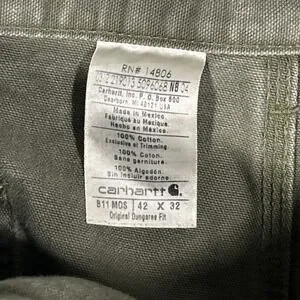 RN# 14806
Carhartt, Inc. P. O. Box 600
Dearborn, MI 48121 USA
Made in Mexico.
Fabriqué au Mexique
Hecho en México
100% Cotton.
Exclusive of Trimming
100% Coton.
Sans garniture.
100% Algodón.
Sin incluir adorno
carhartt
B11 MOS 42 X 32
Original Dungaree Fit